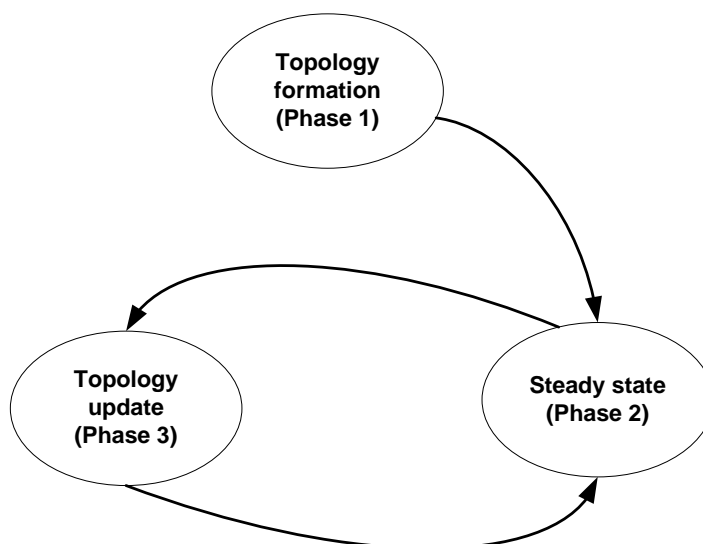 Topology
formation
(Phase 1)
Steady state
(Phase 2)
Topology
update
(Phase 3)